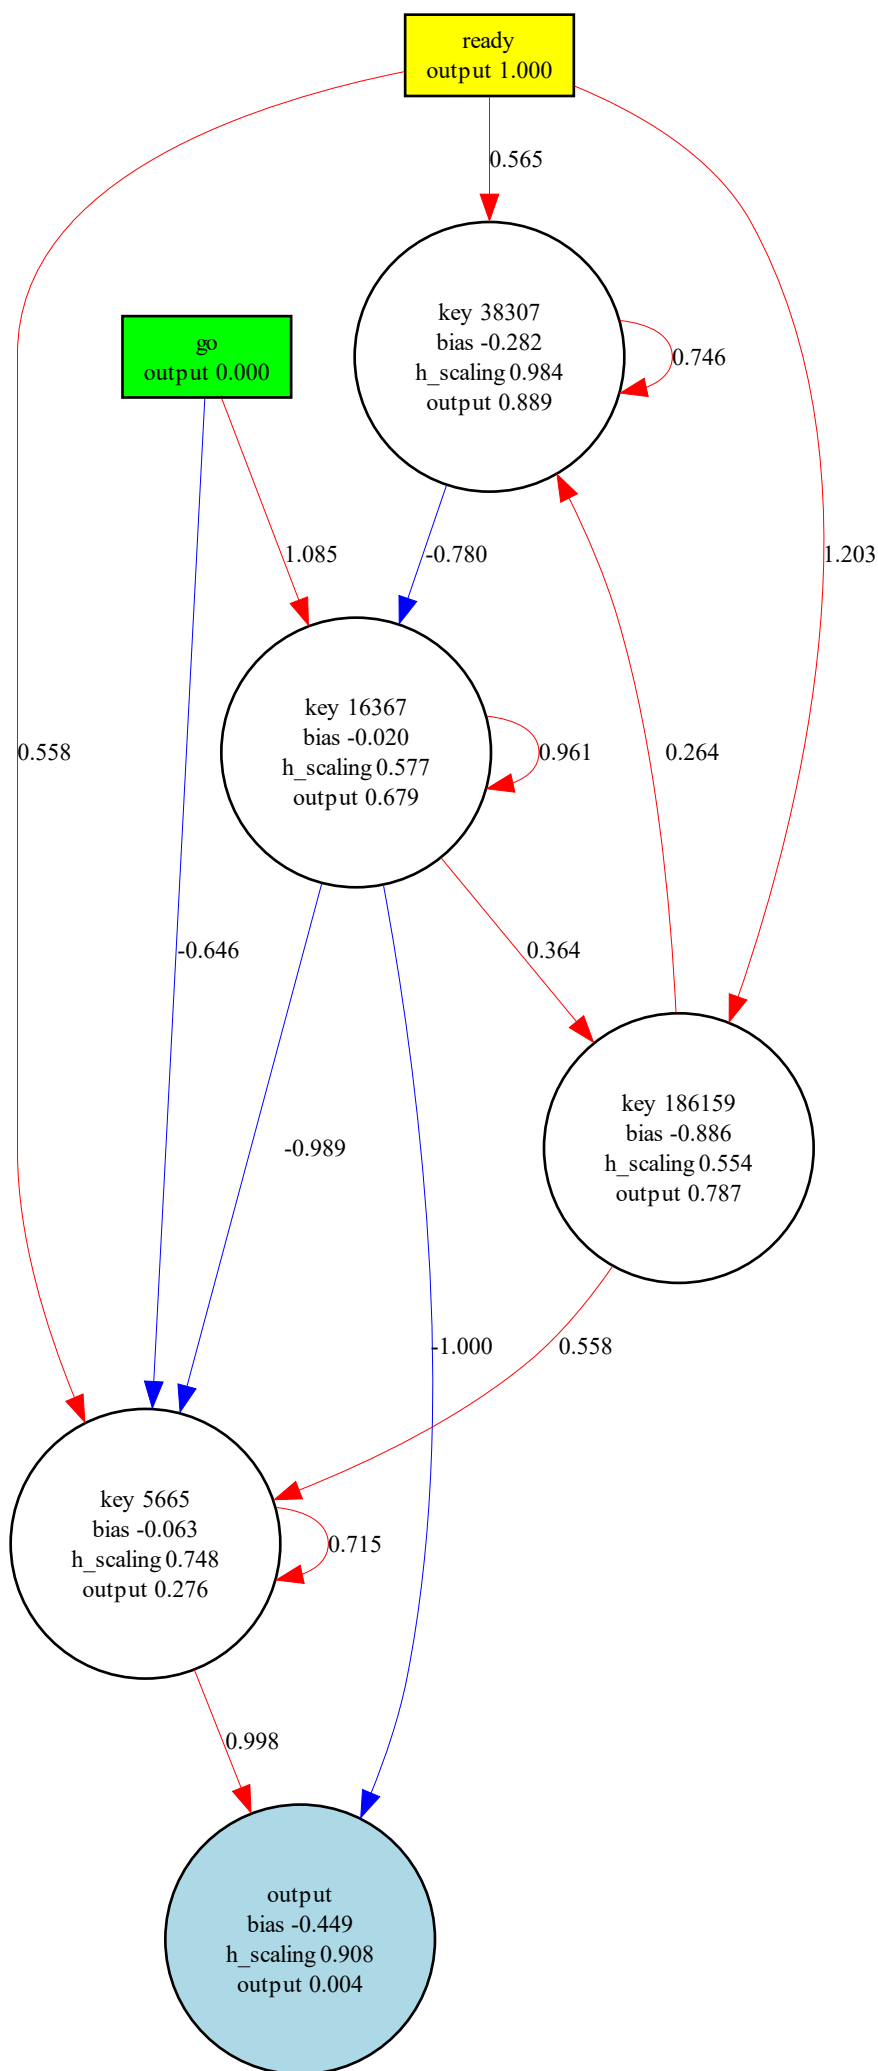 ready
output 1.000
0.565
go
output 0.000
key 38307
bias -0.282
h_scaling 0.984
output 0.889
0.746
1.085
-0.780
1.203
key 16367
bias -0.020
h_scaling 0.577
output 0.679
0.558
0.961
0.264
-0.646
0.364
key 186159
bias -0.886
h_scaling 0.554
output 0.787
-0.989
-1.000
0.558
key 5665
bias -0.063
h_scaling 0.748
output 0.276
0.715
0.998
output
bias -0.449
h_scaling 0.908
output 0.004